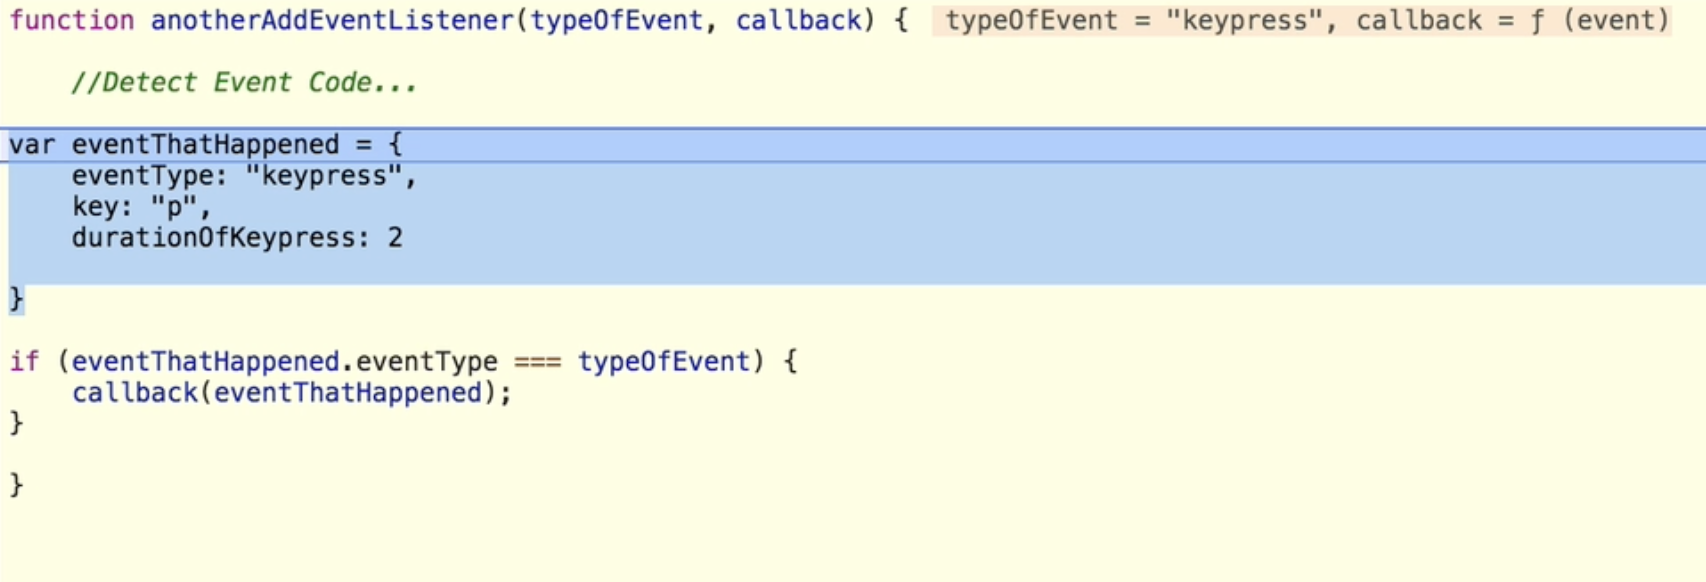 function anotherAddEventListener(typeOfEvent, callback) { typeOfEvent = "keypress", callback = ƒ (event)
//Detect Event Code...
var eventThatHappened = {
eventType: "keypress",
key: "p",
durationOfKeypress: 2
}
if (eventThatHappened.eventType === typeOfEvent) {
callback(eventThatHappened);
}
}